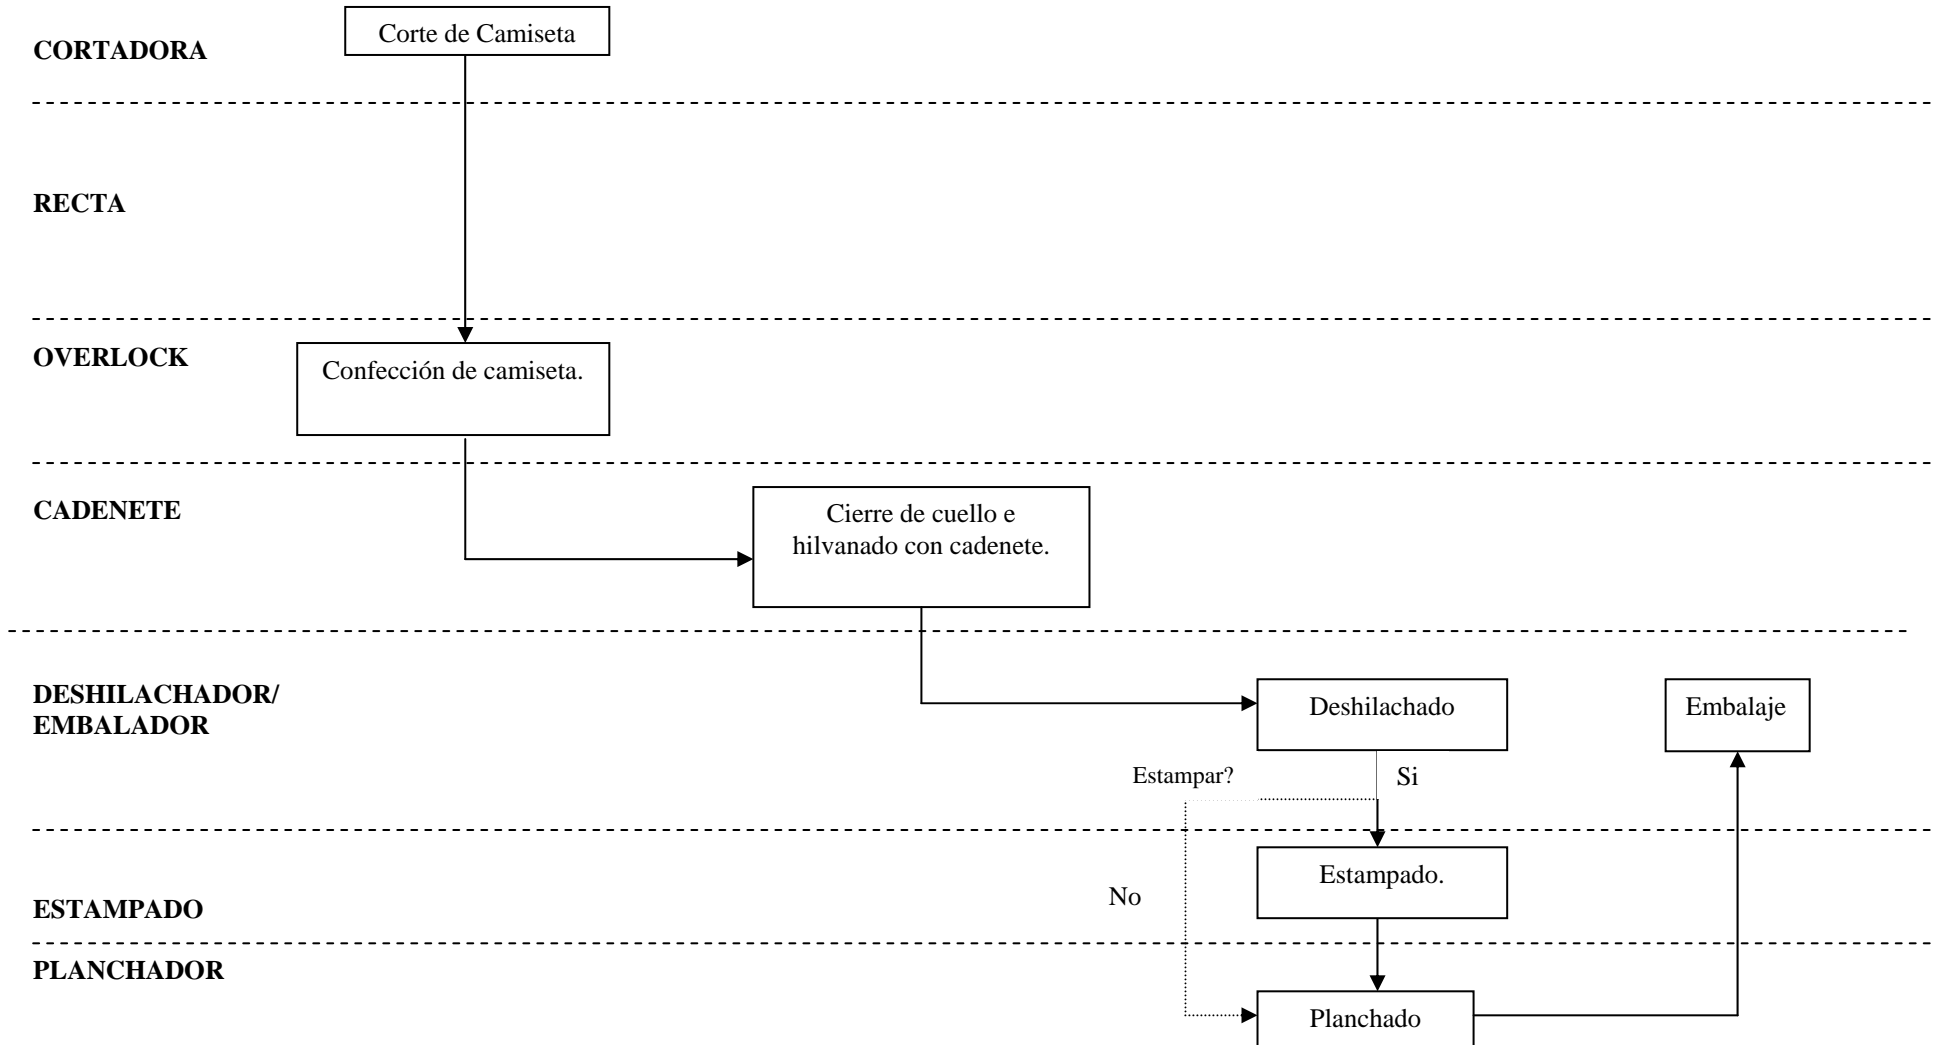 Corte de Camiseta
CORTADORA
RECTA
OVERLOCK
Confección de camiseta.
CADENETE
Cierre de cuello e
hilvanado con cadenete.
DESHILACHADOR/
EMBALADOR
Deshilachado
Embalaje
Estampar?
Si
Estampado.
No
ESTAMPADO
PLANCHADOR
Planchado